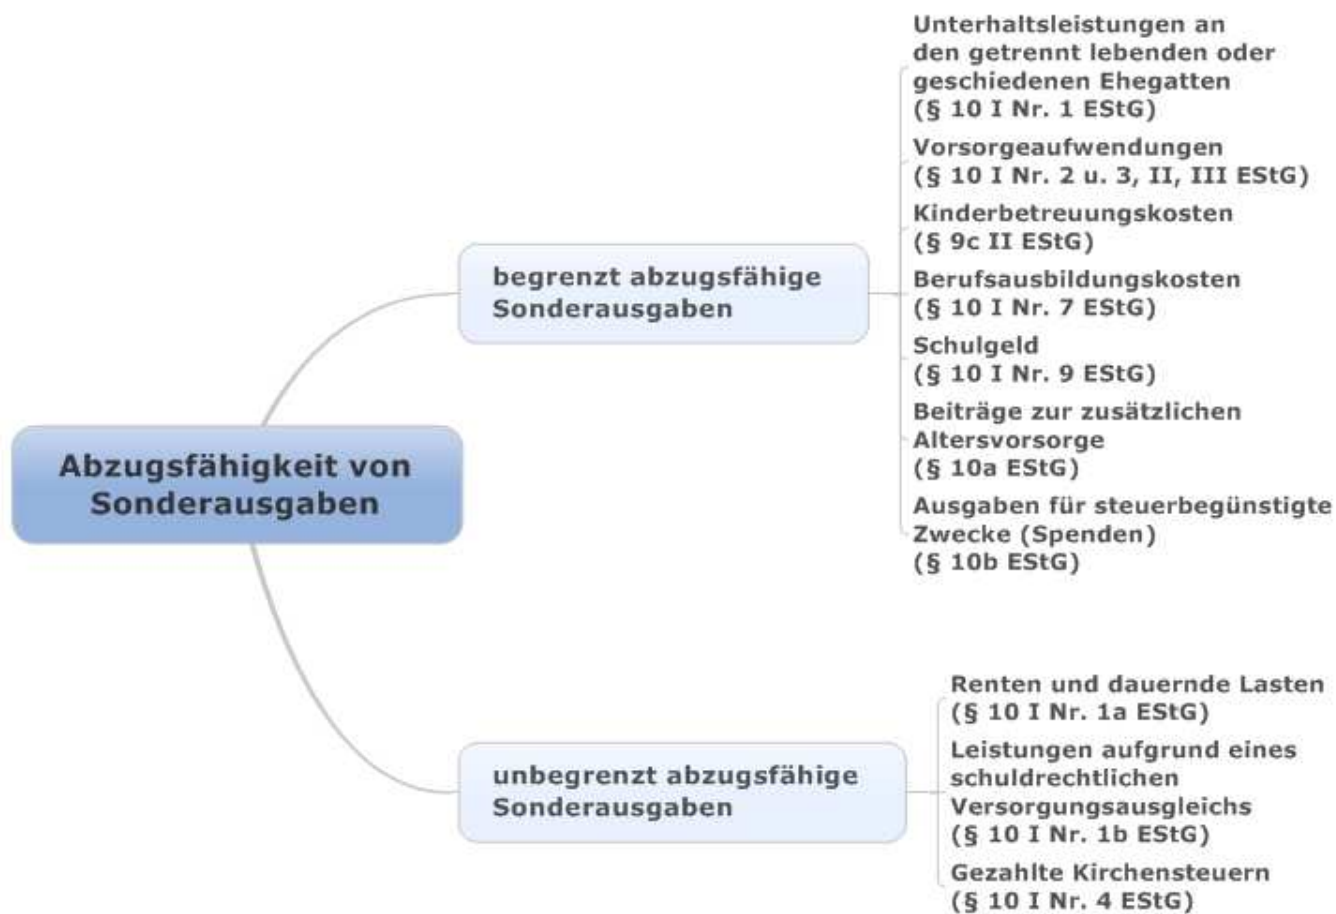 Abzugsfähigkeit von
Sonderausgaben
begrenzt abzugsfähige
Sonderausgaben
Unterhaltsleistungen an
den getrennt lebenden oder
geschiedenen Ehegatten
(§ 10 I Nr. 1 EStG)
Vorsorgeaufwendungen
(§ 10 I Nr. 2 u. 3, II, III EStG)
Kinderbetreuungskosten
(§ 9c II EStG)
Berufsausbildungskosten
(§ 10 I Nr. 7 EStG)
Schulgeld
(§ 10 I Nr. 9 EStG)
Beiträge zur zusätzlichen
Altersvorsorge
(§ 10a EStG)
Ausgaben für steuerbegünstigte
Zwecke (Spenden)
(§ 10b EStG)
unbegrenzt abzugsfähige
Sonderausgaben
Renten und dauernde Lasten
(§ 10 I Nr. 1a EStG)
Leistungen aufgrund eines
schuldrechtlichen
Versorgungsausgleichs
(§ 10 I Nr. 1b EStG)
Gezahlte Kirchensteuern
(§ 10 I Nr. 4 EStG)